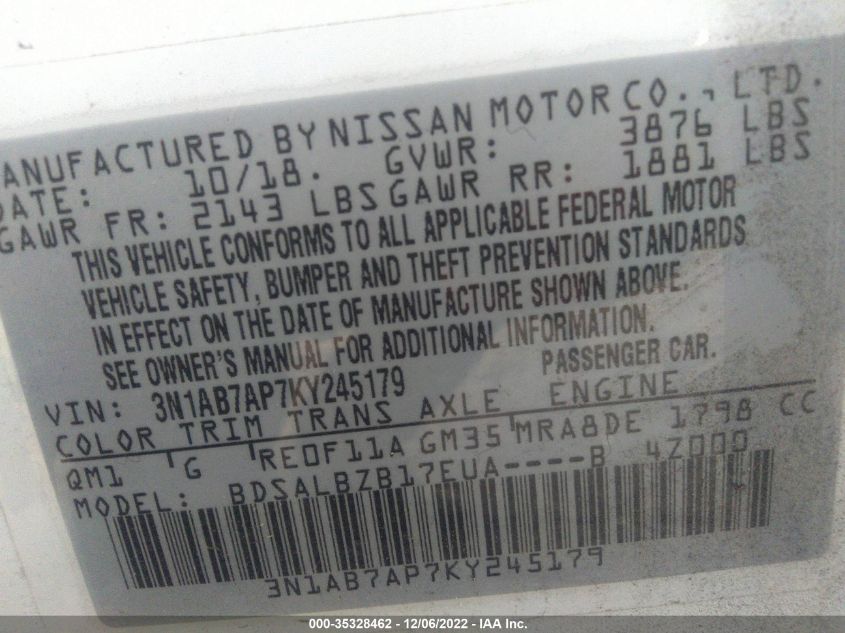 ANUFACTURED BY NISSAN MOTOR CO., LTD.
DATE: 10/18. GVWR: 3876 LBS
GAWR FR: 2143 LBS GAWR RR: 1881 LBS
THIS VEHICLE CONFORMS TO ALL APPLICABLE FEDERAL MOTOR
VEHICLE SAFETY, BUMPER AND THEFT PREVENTION STANDARDS
IN EFFECT ON THE DATE OF MANUFACTURE SHOWN ABOVE.
SEE OWNER'S MANUAL FOR ADDITIONAL INFORMATION.
VIN: 3N1AB7AP7KY245179 PASSENGER CAR.
COLOR TRIM TRANS AXLE ENGINE
QM1 G RE0F11A GM35 MRA8DE 1798 CC
MODEL: BDSALBZB17EUA----B 4Z000
3N1AB7AP7KY245179
000-35328462 - 12/06/2022 - IAA Inc.